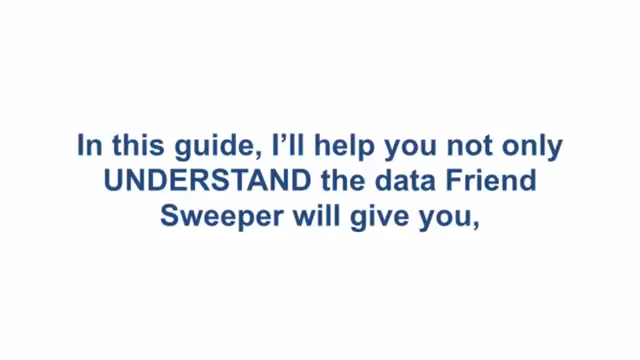 In this guide, I’ll help you not only
UNDERSTAND the data Friend
Sweeper will give you,